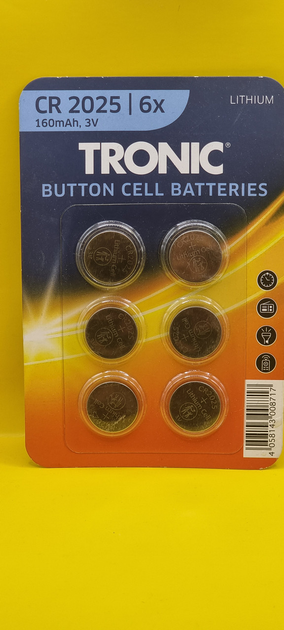 CR 2025 | 6x
160mAh, 3V
LITHIUM
TRONIC®
BUTTON CELL BATTERIES
4 058143 008717